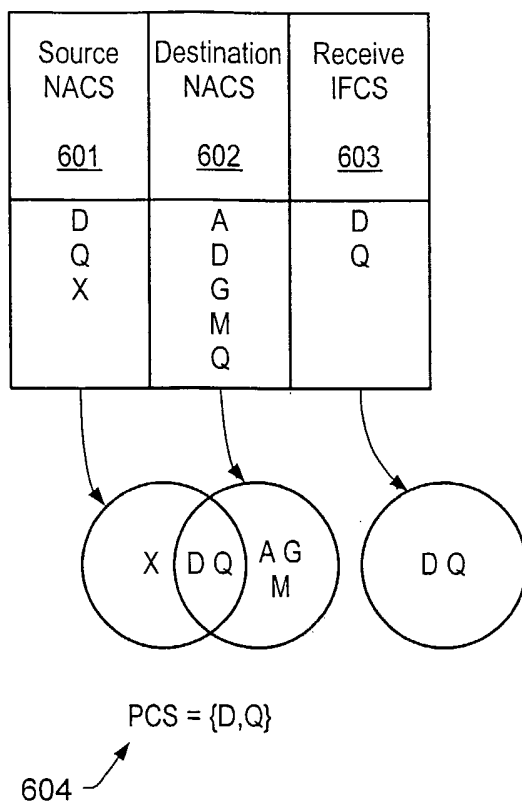 Source NACS
601
Destination NACS
602
Receive IFCS
603
D
Q
X
A
D
G
M
Q
D
Q
X
D Q
A G
M
D Q
PCS = {D,Q}
604